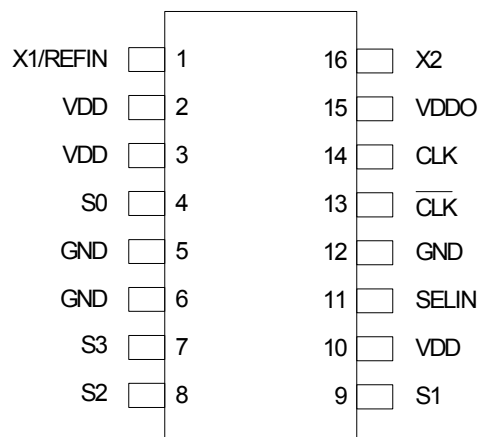 X1/REFIN 1 16 X2
VDD 2 15 VDDO
VDD 3 14 CLK
S0 4 13 C̅L̅K̅
GND 5 12 GND
GND 6 11 SELIN
S3 7 10 VDD
S2 8 9 S1